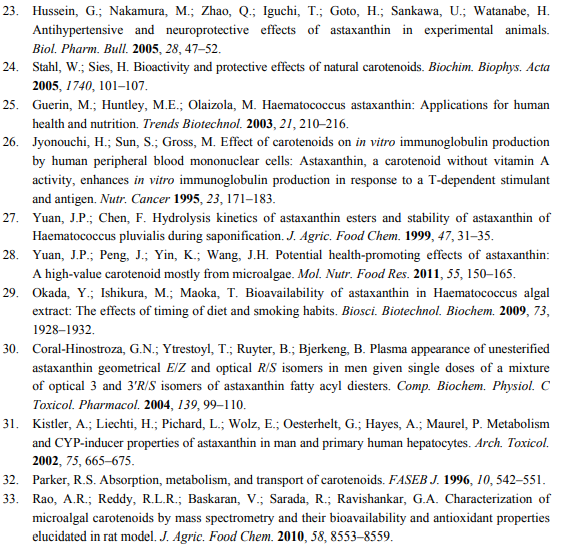 23. Hussein, G.; Nakamura, M.; Zhao, Q.; Iguchi, T.; Goto, H.; Sankawa, U.; Watanabe, H.
Antihypertensive and neuroprotective effects of astaxanthin in experimental animals.
Biol. Pharm. Bull. 2005, 28, 47–52.
24. Stahl, W.; Sies, H. Bioactivity and protective effects of natural carotenoids. Biochim. Biophys. Acta
2005, 1740, 101–107.
25. Guerin, M.; Huntley, M.E.; Olaizola, M. Haematococcus astaxanthin: Applications for human
health and nutrition. Trends Biotechnol. 2003, 21, 210–216.
26. Jyonouchi, H.; Sun, S.; Gross, M. Effect of carotenoids on in vitro immunoglobulin production
by human peripheral blood mononuclear cells: Astaxanthin, a carotenoid without vitamin A
activity, enhances in vitro immunoglobulin production in response to a T-dependent stimulant
and antigen. Nutr. Cancer 1995, 23, 171–183.
27. Yuan, J.P.; Chen, F. Hydrolysis kinetics of astaxanthin esters and stability of astaxanthin of
Haematococcus pluvialis during saponification. J. Agric. Food Chem. 1999, 47, 31–35.
28. Yuan, J.P.; Peng, J.; Yin, K.; Wang, J.H. Potential health-promoting effects of astaxanthin:
A high-value carotenoid mostly from microalgae. Mol. Nutr. Food Res. 2011, 55, 150–165.
29. Okada, Y.; Ishikura, M.; Maoka, T. Bioavailability of astaxanthin in Haematococcus algal
extract: The effects of timing of diet and smoking habits. Biosci. Biotechnol. Biochem. 2009, 73,
1928–1932.
30. Coral-Hinostroza, G.N.; Ytrestoyl, T.; Ruyter, B.; Bjerkeng, B. Plasma appearance of unesterified
astaxanthin geometrical E/Z and optical R/S isomers in men given single doses of a mixture
of optical 3 and 3′R/S isomers of astaxanthin fatty acyl diesters. Comp. Biochem. Physiol. C
Toxicol. Pharmacol. 2004, 139, 99–110.
31. Kistler, A.; Liechti, H.; Pichard, L.; Wolz, E.; Oesterhelt, G.; Hayes, A.; Maurel, P. Metabolism
and CYP-inducer properties of astaxanthin in man and primary human hepatocytes. Arch. Toxicol.
2002, 75, 665–675.
32. Parker, R.S. Absorption, metabolism, and transport of carotenoids. FASEB J. 1996, 10, 542–551.
33. Rao, A.R.; Reddy, R.L.R.; Baskaran, V.; Sarada, R.; Ravishankar, G.A. Characterization of
microalgal carotenoids by mass spectrometry and their bioavailability and antioxidant properties
elucidated in rat model. J. Agric. Food Chem. 2010, 58, 8553–8559.